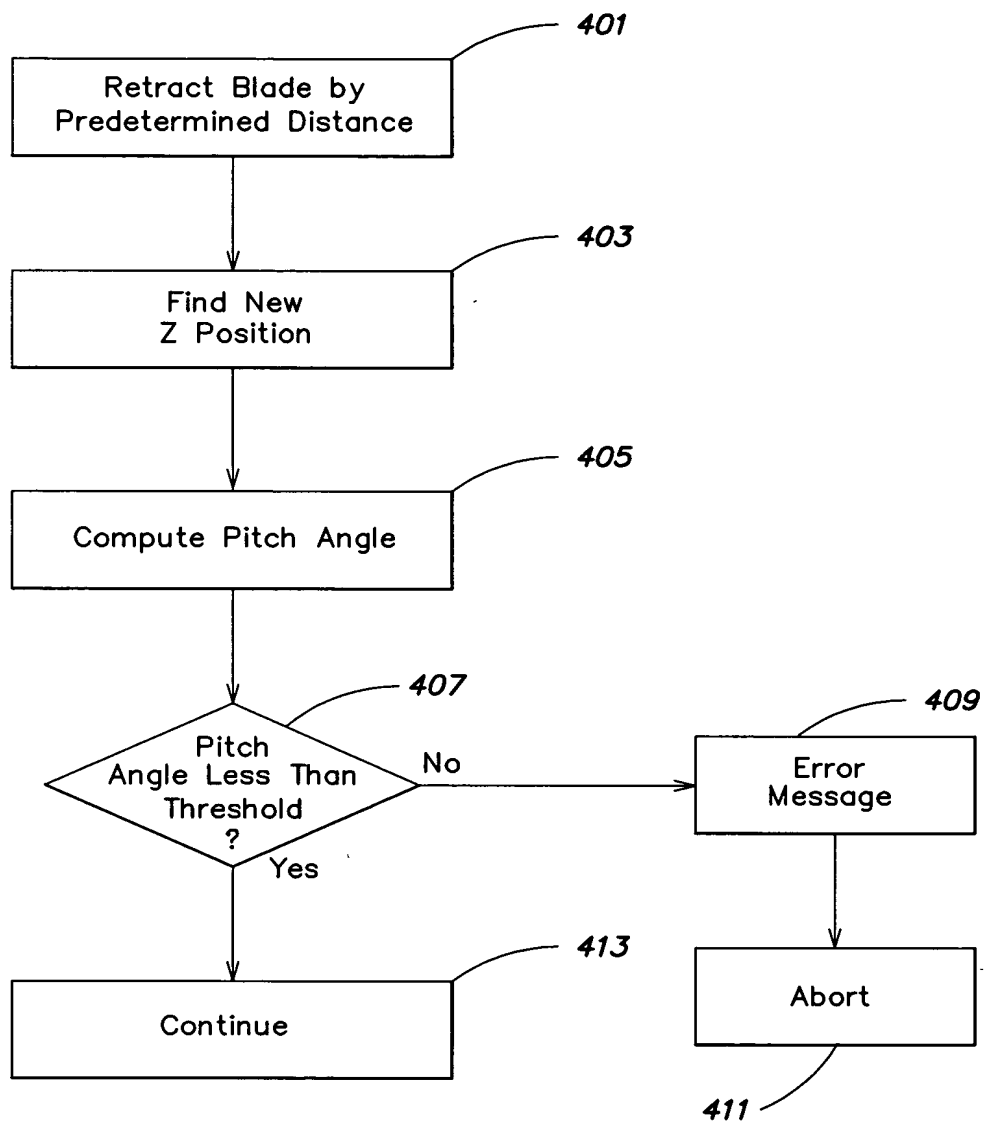 401
Retract Blade by
Predetermined Distance
403
Find New
Z Position
405
Compute Pitch Angle
407
Pitch
Angle Less Than
Threshold
?
No
Yes
409
Error
Message
413
Continue
Abort
411